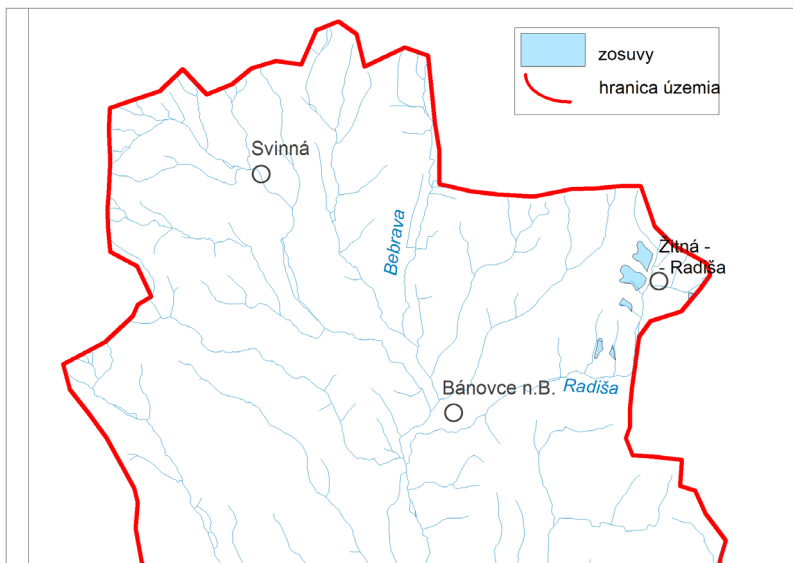 zosuvy
hranica územia
Svinná
Bebrava
Žitná -
- Radiša
Bánovce n.B.
Radiša